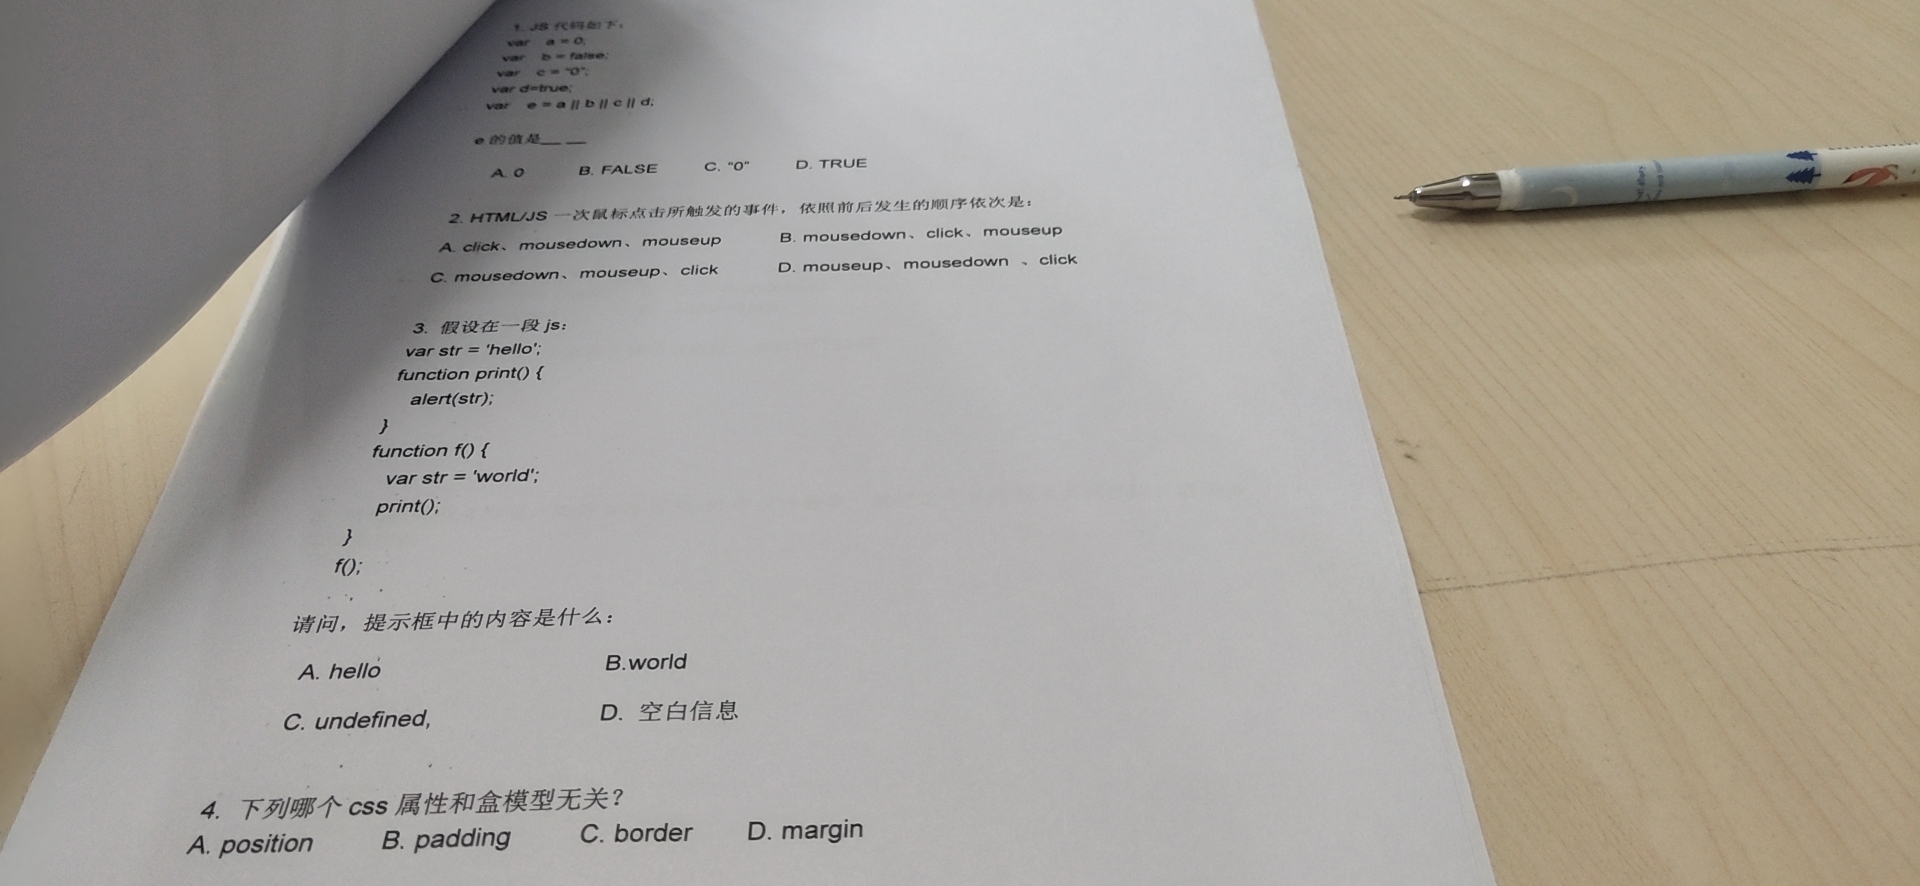 1. JS 代码如下，
var a = 0;
var b = false;
var c = "0";
var d=true;
var e = a || b || c || d;
e 的值是__ __
A. 0 B. FALSE C. "0" D. TRUE
2. HTML/JS 一次鼠标点击所触发的事件，依照前后发生的顺序依次是：
A. click、mousedown、mouseup B. mousedown、click、mouseup
C. mousedown、mouseup、click D. mouseup、mousedown 、click
3. 假设在一段 js：
var str = 'hello';
function print() {
alert(str);
}
function f() {
var str = 'world';
print();
}
f();
请问，提示框中的内容是什么：
A. hello B.world
C. undefined, D. 空白信息
4. 下列哪个 css 属性和盒模型无关？
A. position B. padding C. border D. margin